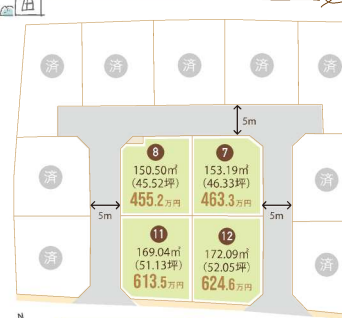 済 済 済 済 済
5m
⑧ ⑦
150.50㎡ 153.19㎡
(45.52坪) (46.33坪)
455.2万円 463.3万円
済 済
5m 5m
⑪ ⑫
169.04㎡ 172.09㎡
(51.13坪) (52.05坪)
613.5万円 624.6万円
済 済
N